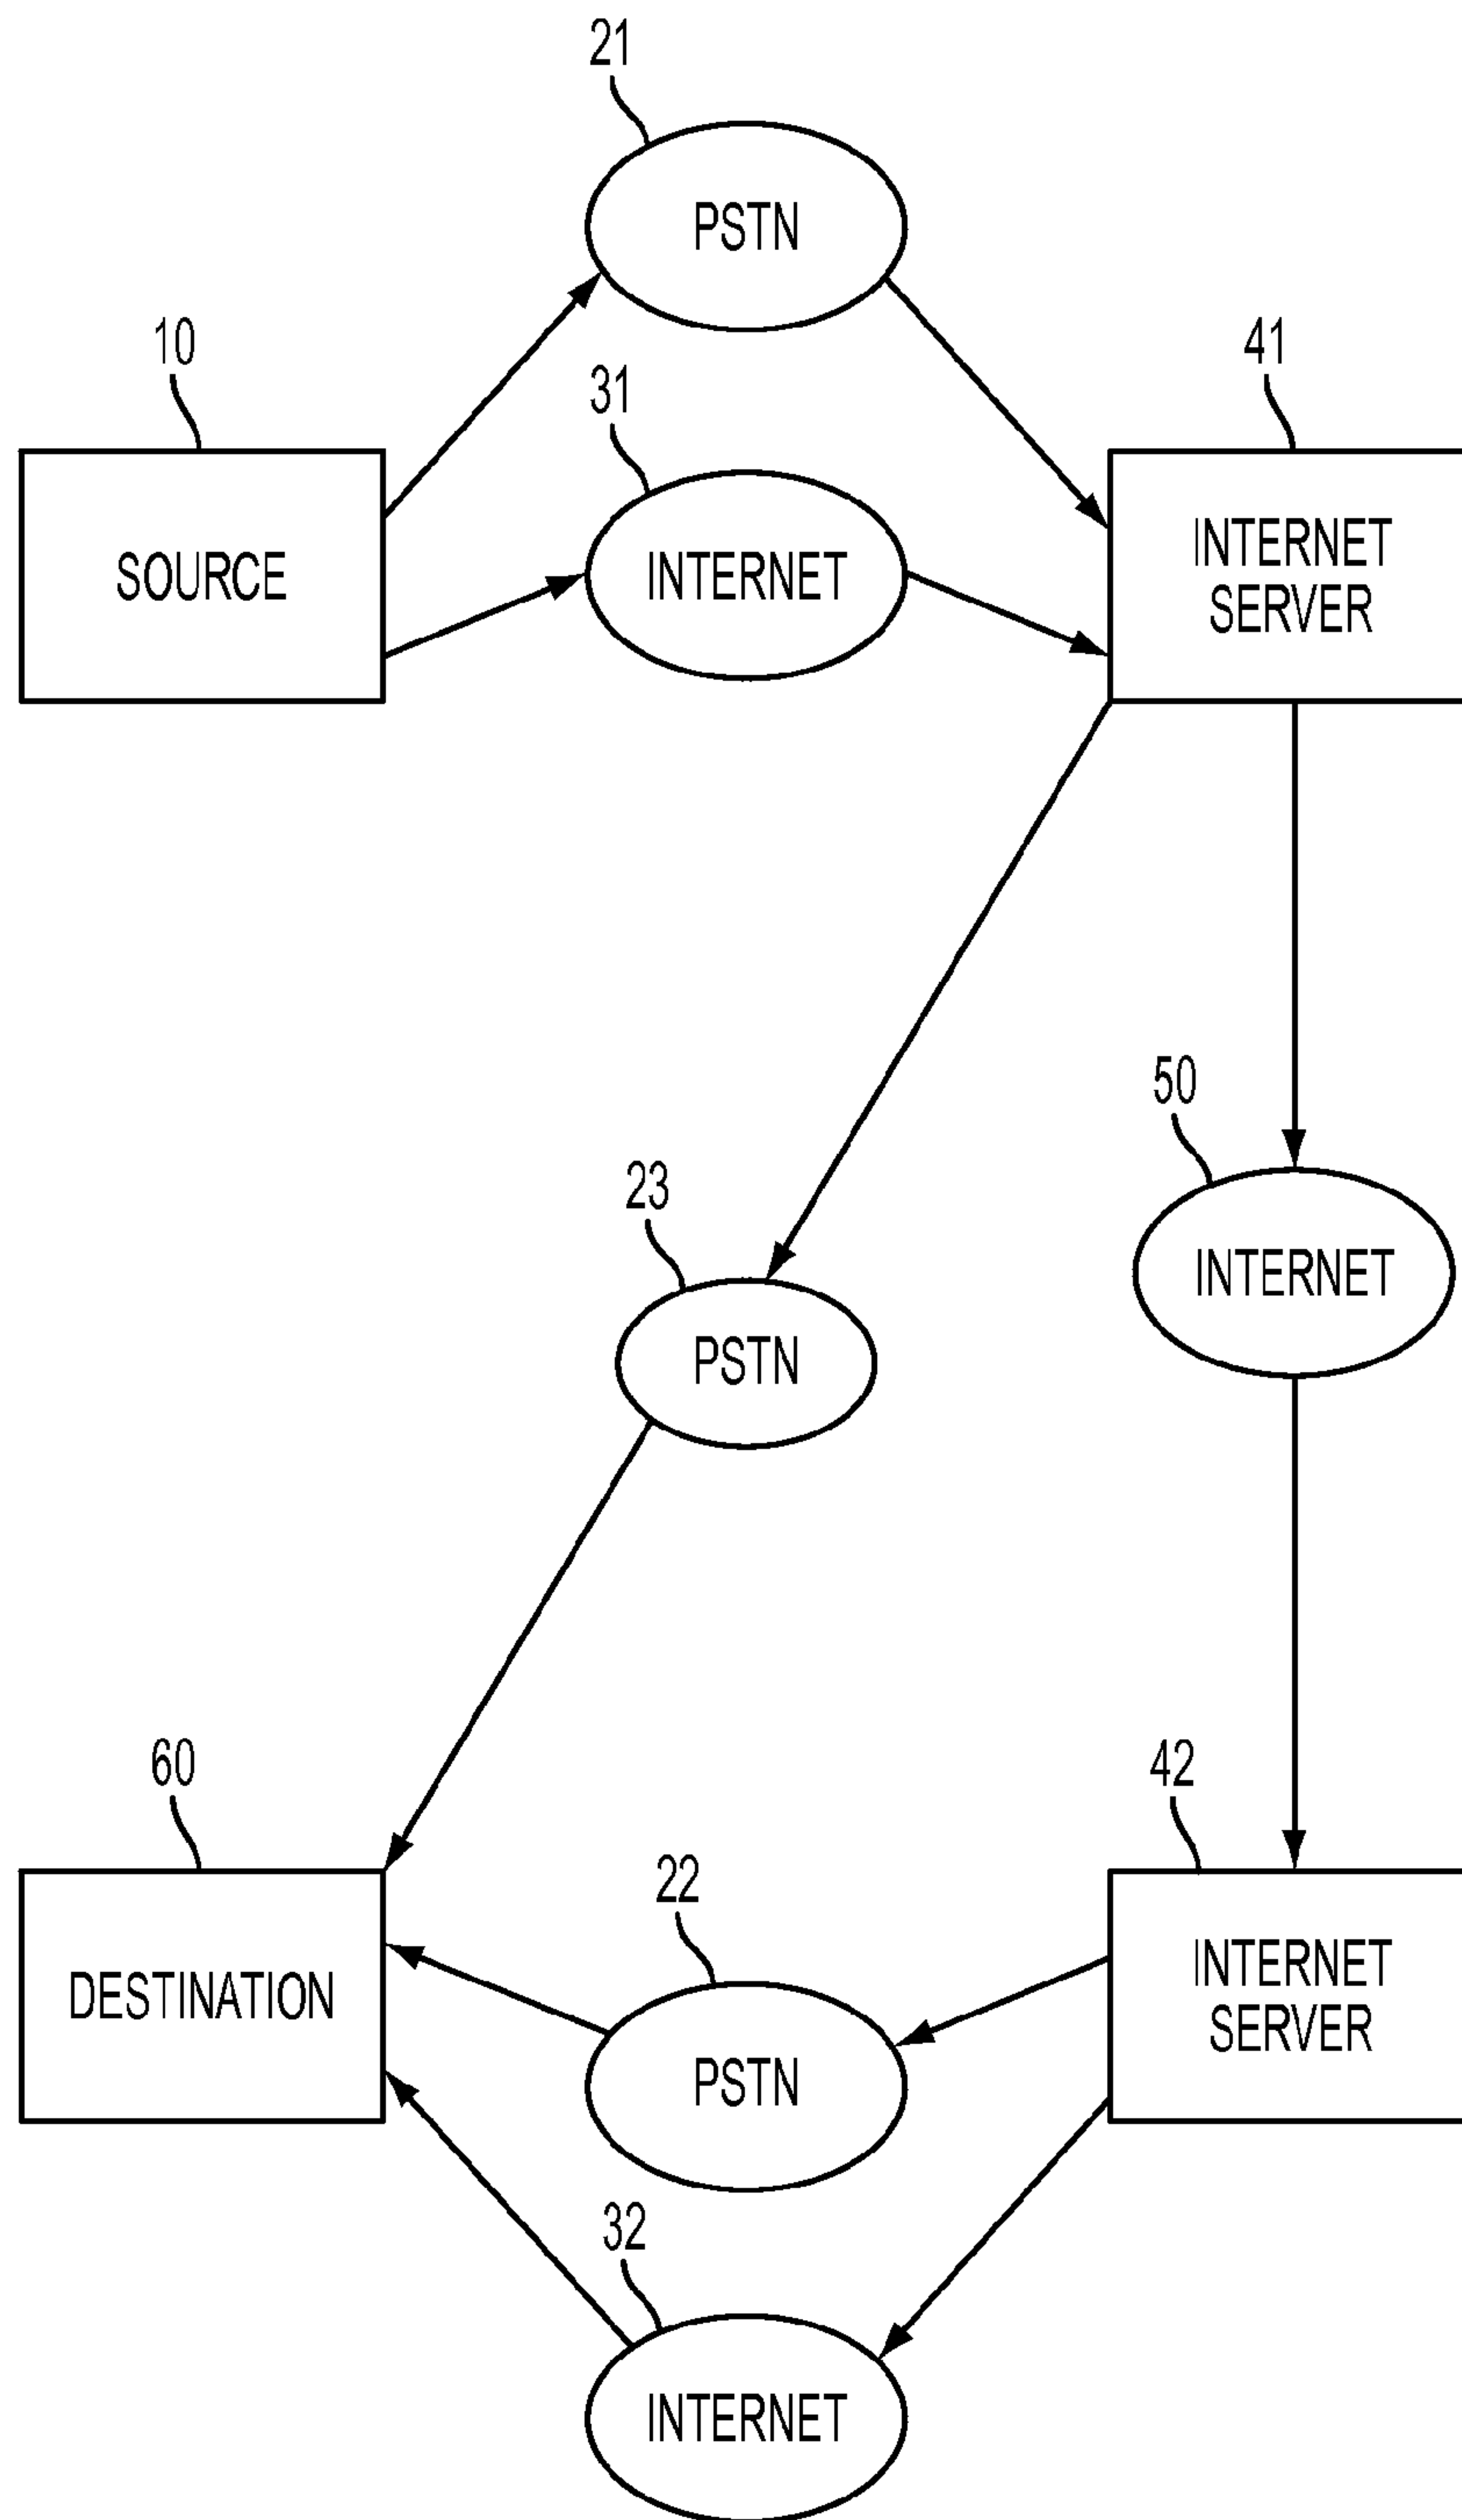 21
PSTN
10
31
41
SOURCE
INTERNET
INTERNET
SERVER
50
23
INTERNET
PSTN
60
42
22
DESTINATION
INTERNET
SERVER
PSTN
32
INTERNET